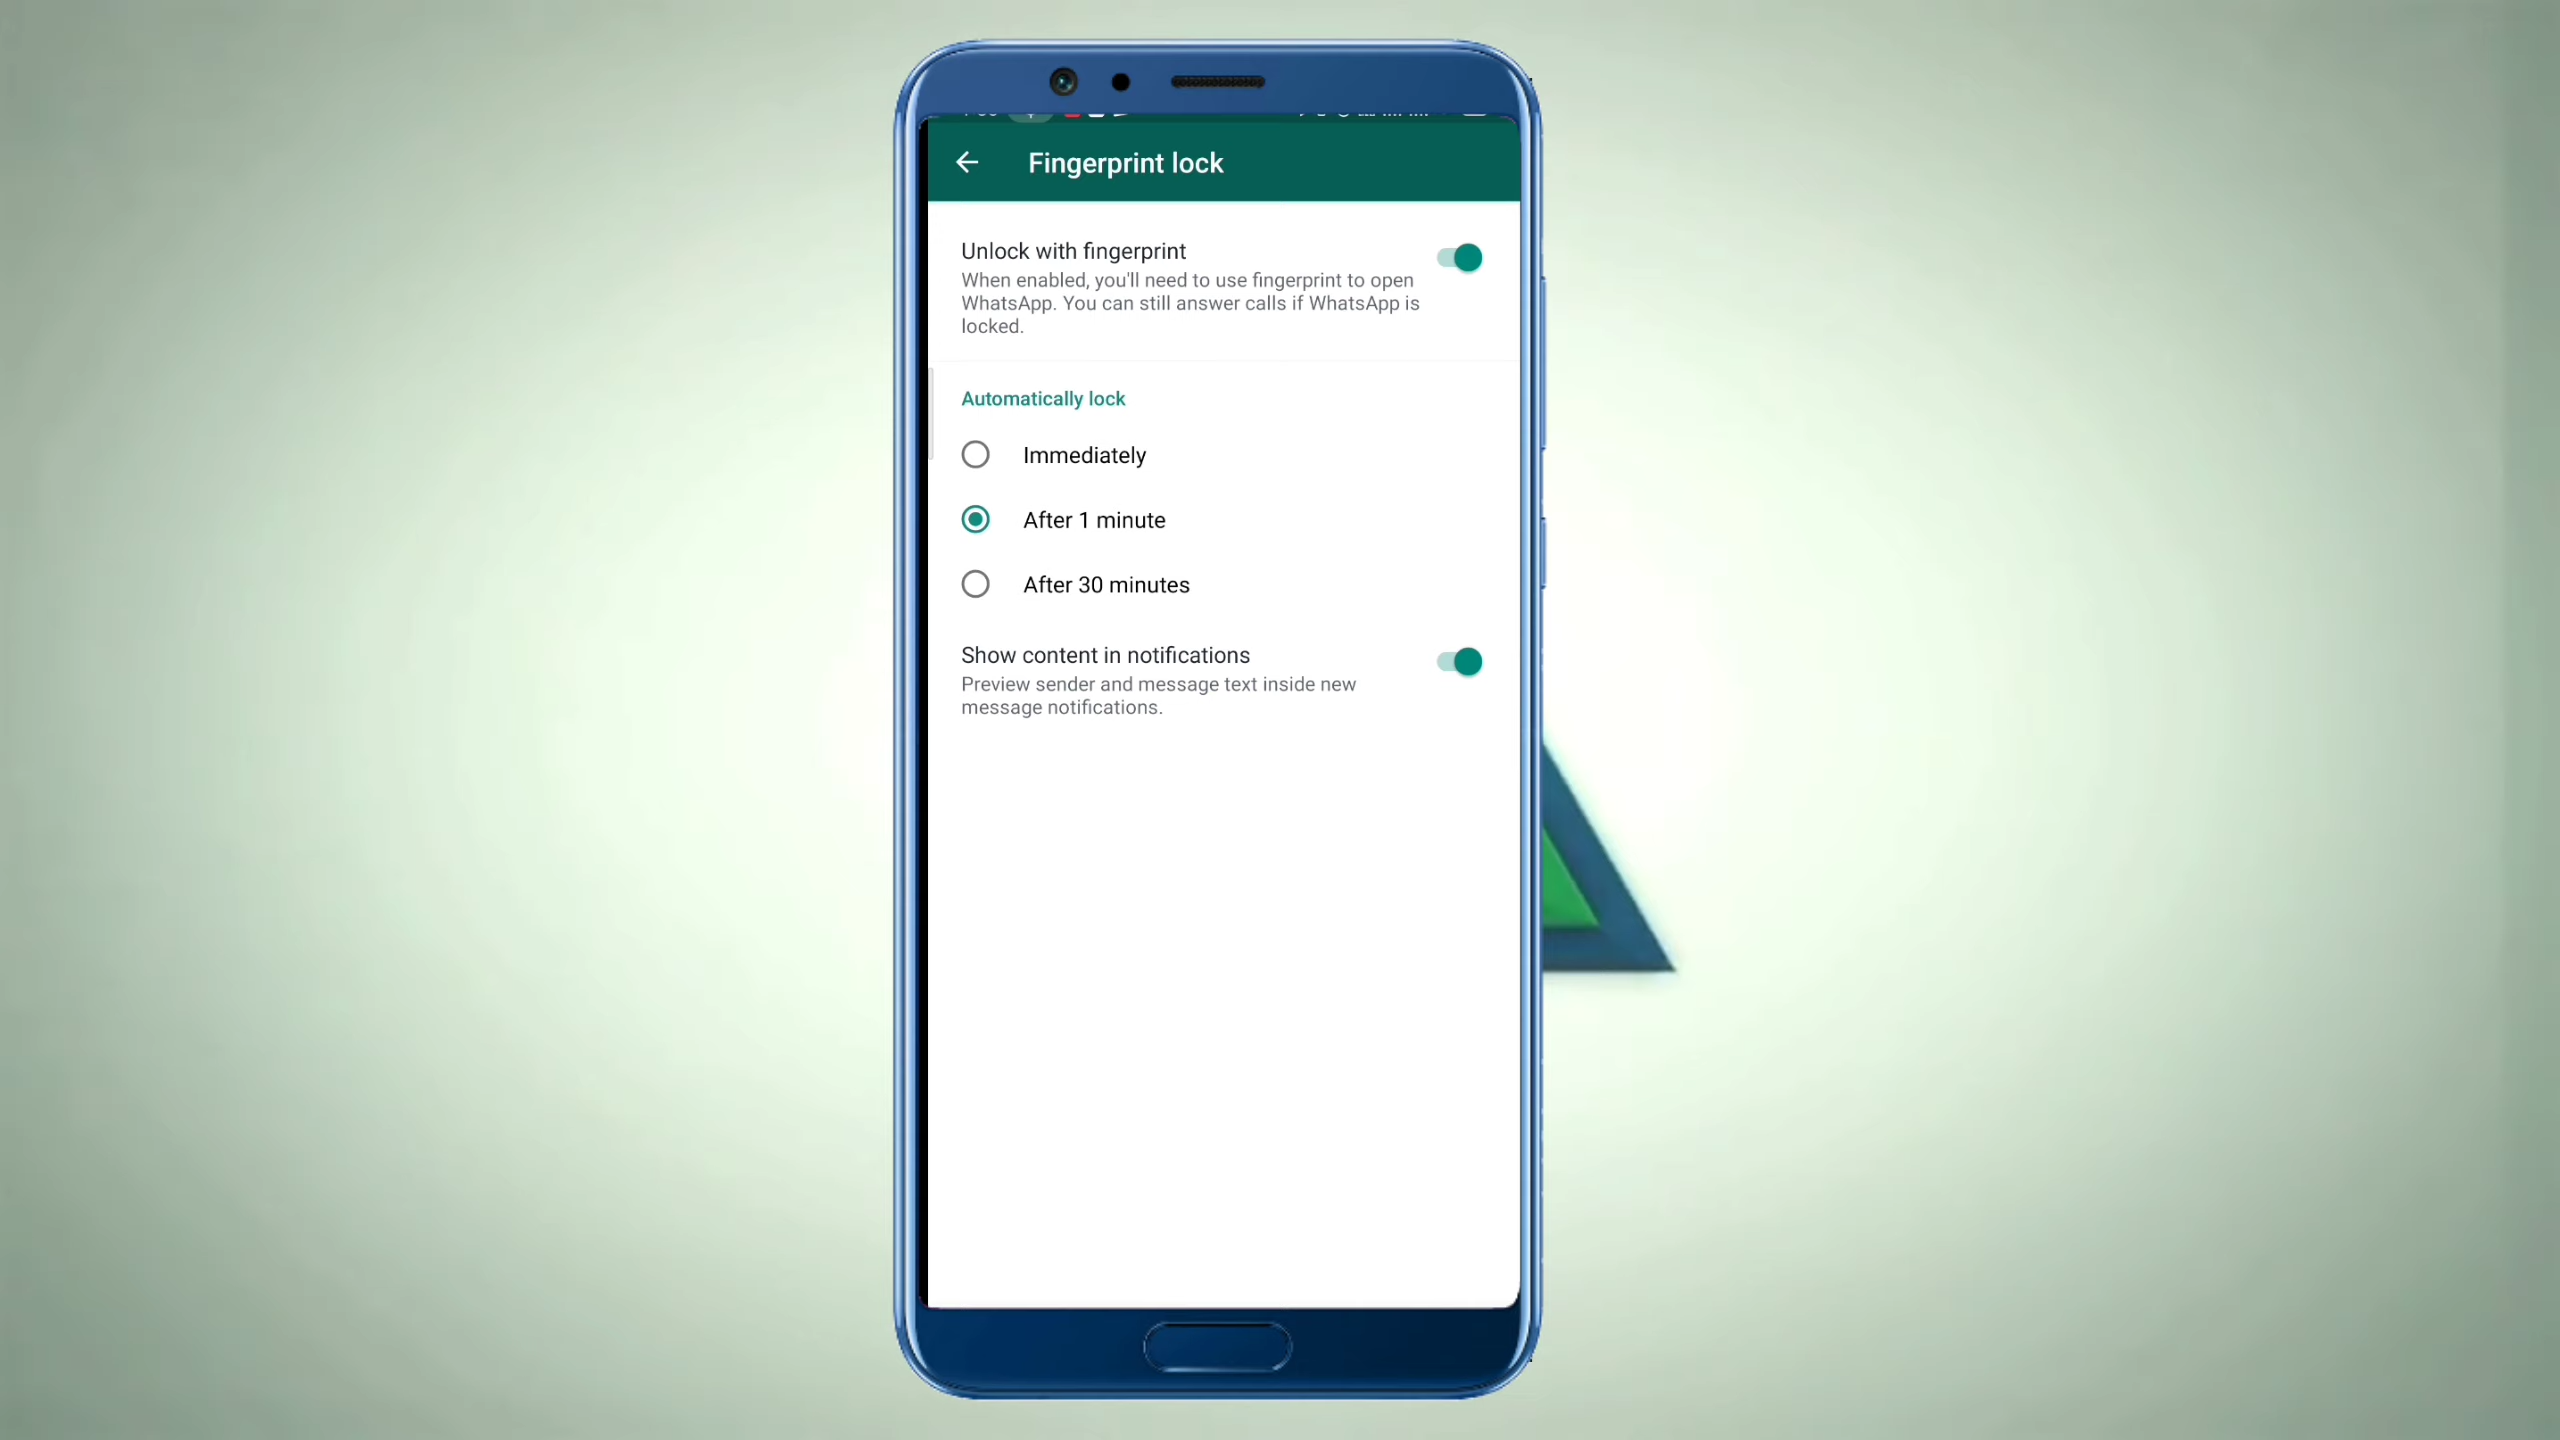 Fingerprint lock
Unlock with fingerprint
When enabled, you'll need to use fingerprint to open
WhatsApp. You can still answer calls if WhatsApp is
locked.
Automatically lock
Immediately
After 1 minute
After 30 minutes
Show content in notifications
Preview sender and message text inside new
message notifications.